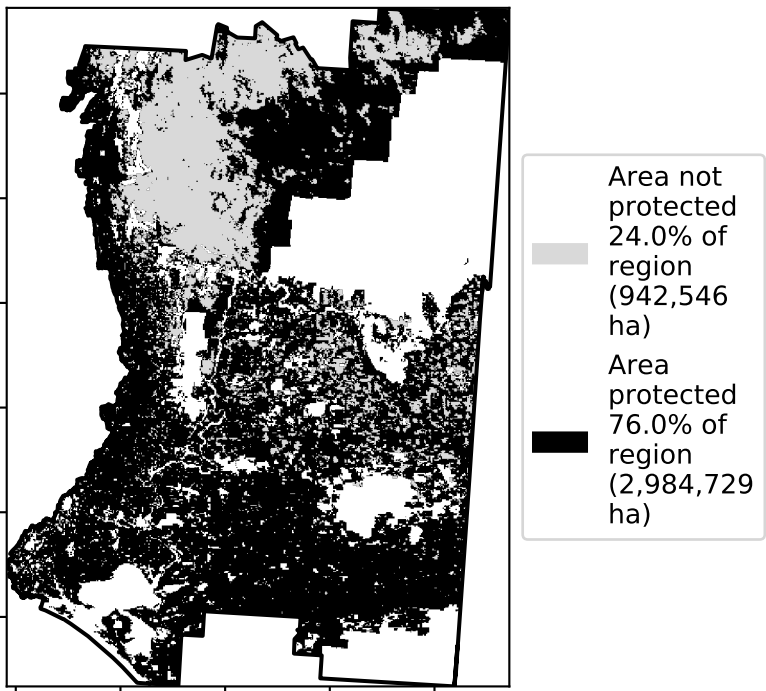 Area not
protected
24.0% of
region
(942,546
ha)
Area
protected
76.0% of
region
(2,984,729
ha)